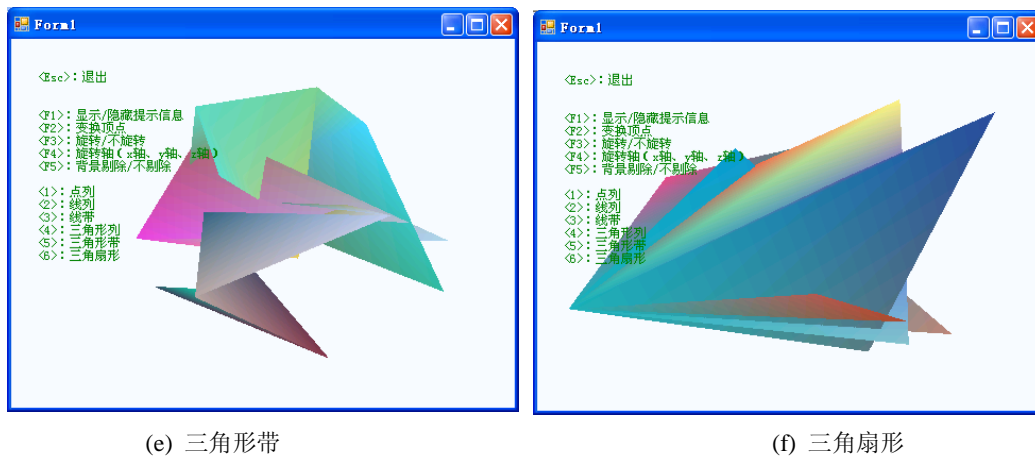 Form1
<Esc>：退出
<F1>：显示/隐藏提示信息
<F2>：变换顶点
<F3>：旋转/不旋转
<F4>：旋转轴（x轴、y轴、z轴）
<F5>：背景剔除/不剔除
<1>：点列
<2>：线列
<3>：线带
<4>：三角形列
<5>：三角形带
<6>：三角扇形
Form1
<Esc>：退出
<F1>：显示/隐藏提示信息
<F2>：变换顶点
<F3>：旋转/不旋转
<F4>：旋转轴（x轴、y轴、z轴）
<F5>：背景剔除/不剔除
<1>：点列
<2>：线列
<3>：线带
<4>：三角形列
<5>：三角形带
<6>：三角扇形
(e) 三角形带
(f) 三角扇形